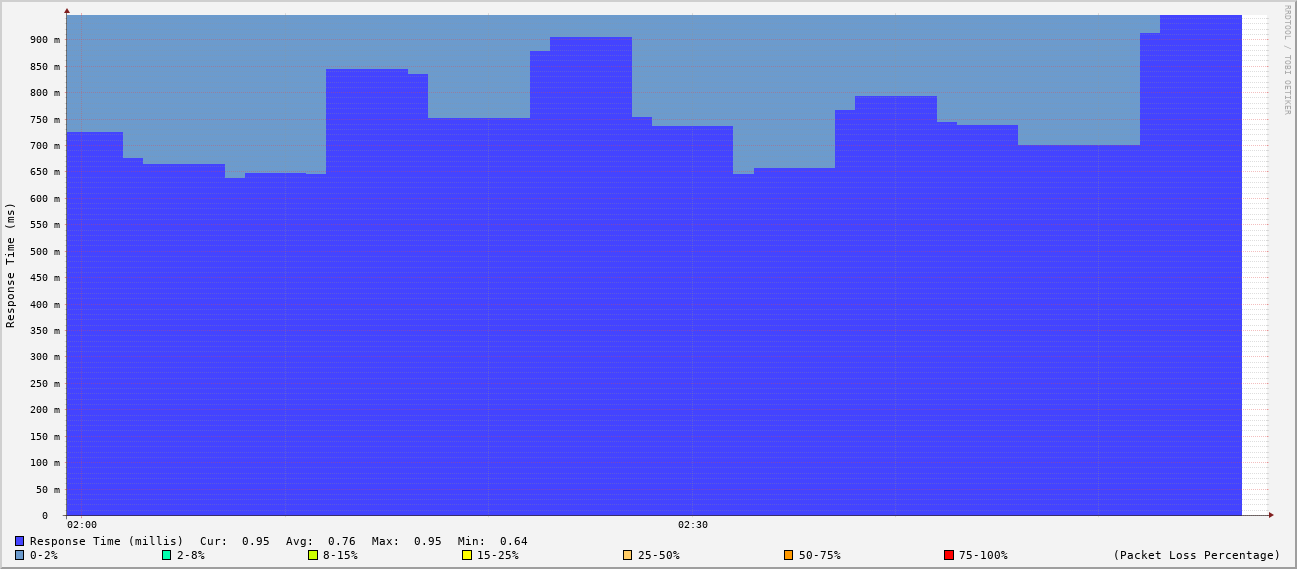 RRDTOOL / TOBI OETIKER
Response Time (ms)
900 m
850 m
800 m
750 m
700 m
650 m
600 m
550 m
500 m
450 m
400 m
350 m
300 m
250 m
200 m
150 m
100 m
50 m
0
02:00 02:30
Response Time (millis) Cur: 0.95 Avg: 0.76 Max: 0.95 Min: 0.64
0-2% 2-8% 8-15% 15-25% 25-50% 50-75% 75-100% (Packet Loss Percentage)